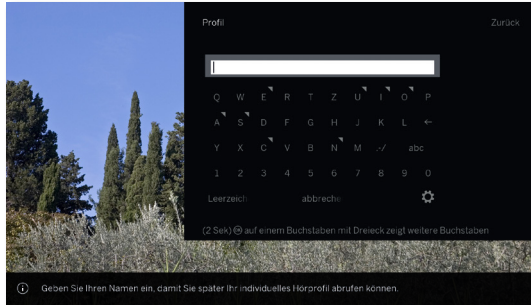 Profil Zurück
Q W E R T Z U I O P
A S D F G H J K L ←
Y X C V B N M .-/ abc
1 2 3 4 5 6 7 8 9 0
Leerzeich abbreche
(2 Sek) OK auf einem Buchstaben mit Dreieck zeigt weitere Buchstaben
Geben Sie Ihren Namen ein, damit Sie später Ihr individuelles Hörprofil abrufen können.